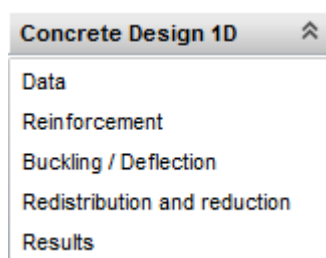 Concrete Design 1D
Data
Reinforcement
Buckling / Deflection
Redistribution and reduction
Results